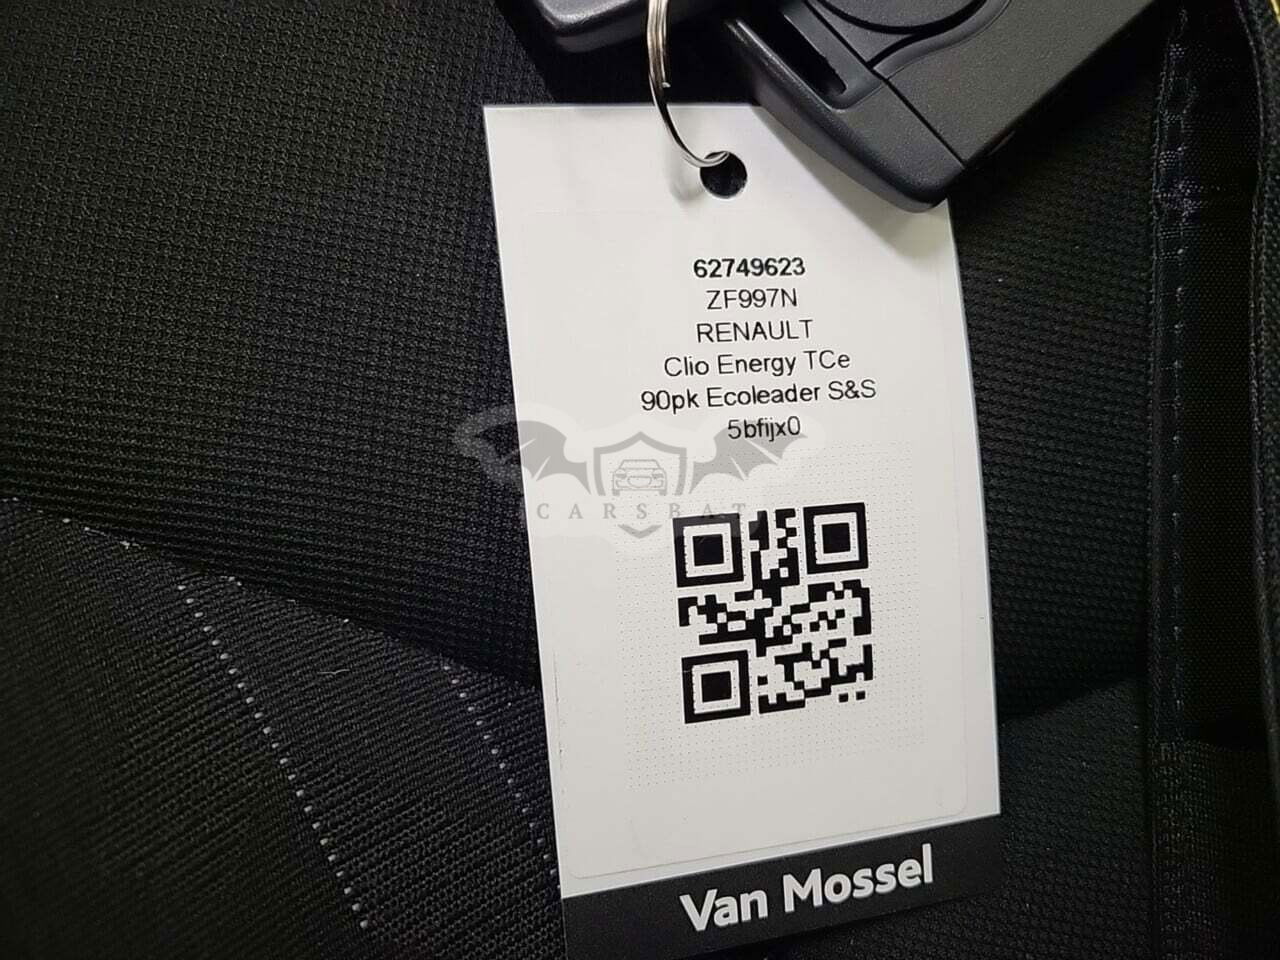 62749623
ZF997N
RENAULT
Clio Energy TCe
90pk Ecoleader S&S
5bfijx0
CARSBAT
Van Mossel